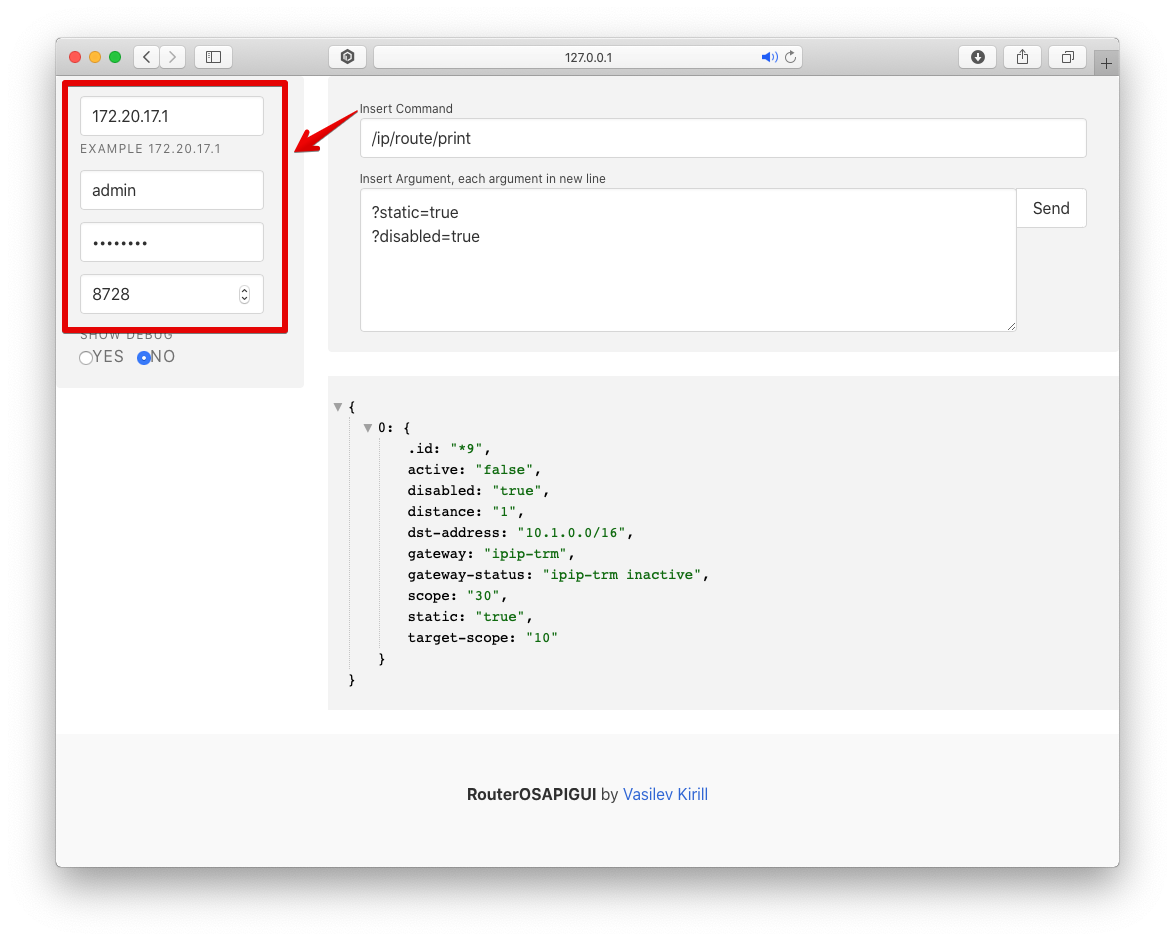 127.0.0.1
172.20.17.1
EXAMPLE 172.20.17.1
admin
••••••••
8728
SHOW DEBUG
YES NO
Insert Command
/ip/route/print
Insert Argument, each argument in new line
?static=true
?disabled=true
Send
{
0: {
.id: "*9",
active: "false",
disabled: "true",
distance: "1",
dst-address: "10.1.0.0/16",
gateway: "ipip-trm",
gateway-status: "ipip-trm inactive",
scope: "30",
static: "true",
target-scope: "10"
}
}
RouterOSAPIGUI by Vasilev Kirill